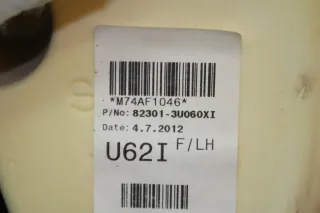 *M74AF1046*
P/No: 82301-3U060XI
Date: 4.7.2012
U62I F/LH